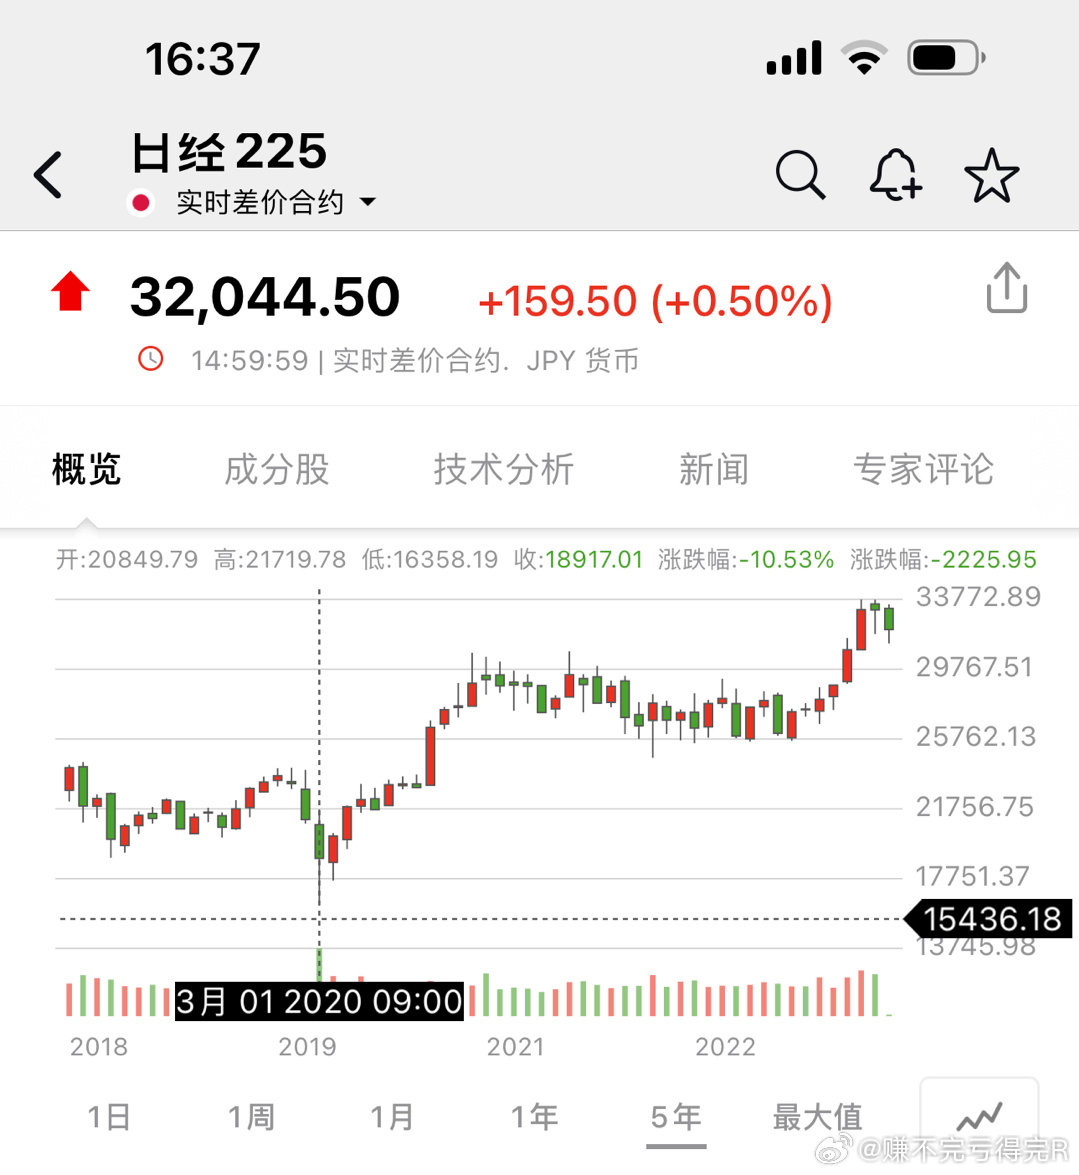 16:37
日经225
实时差价合约
32,044.50 +159.50 (+0.50%)
14:59:59 | 实时差价合约. JPY 货币
概览 成分股 技术分析 新闻 专家评论
开:20849.79 高:21719.78 低:16358.19 收:18917.01 涨跌幅:-10.53% 涨跌幅:-2225.95
33772.89
29767.51
25762.13
21756.75
17751.37
15436.18
13745.98
3月 01 2020 09:00
2018 2019 2021 2022
1日 1周 1月 1年 5年 最大值
@赚不完亏得完R